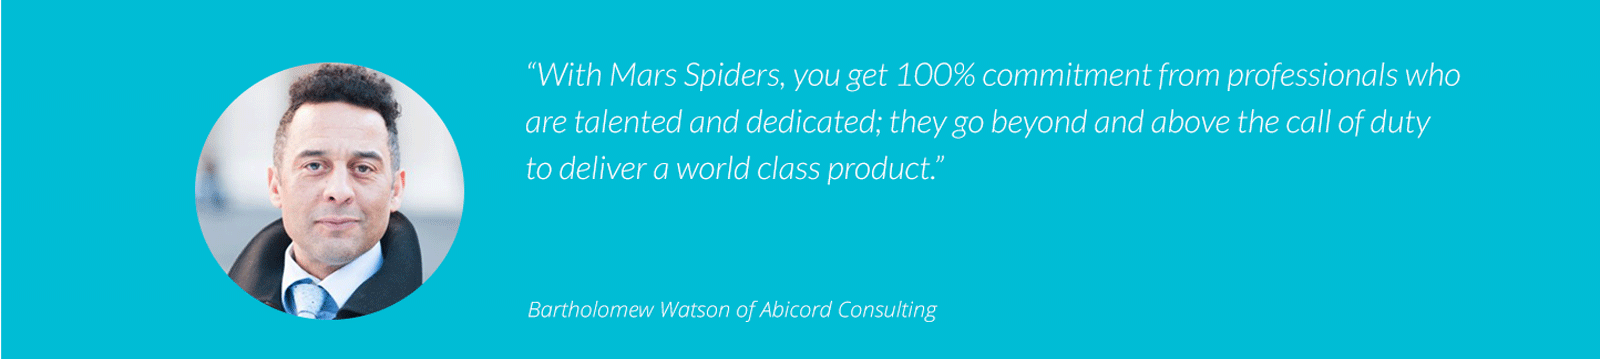 “With Mars Spiders, you get 100% commitment from professionals who
are talented and dedicated; they go beyond and above the call of duty
to deliver a world class product.”
Bartholomew Watson of Abicord Consulting